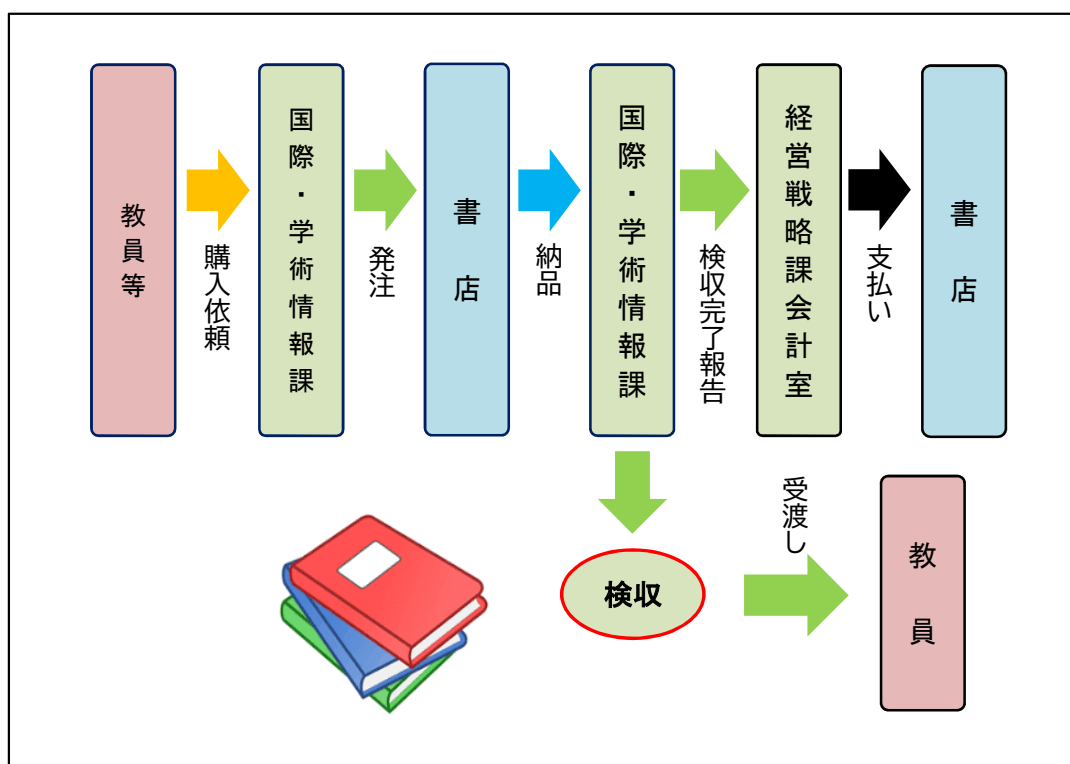 教員等
購入依頼
国際・学術情報課
発注
書店
納品
国際・学術情報課
検収完了報告
経営戦略課会計室
支払い
書店
検収
受渡し
教員